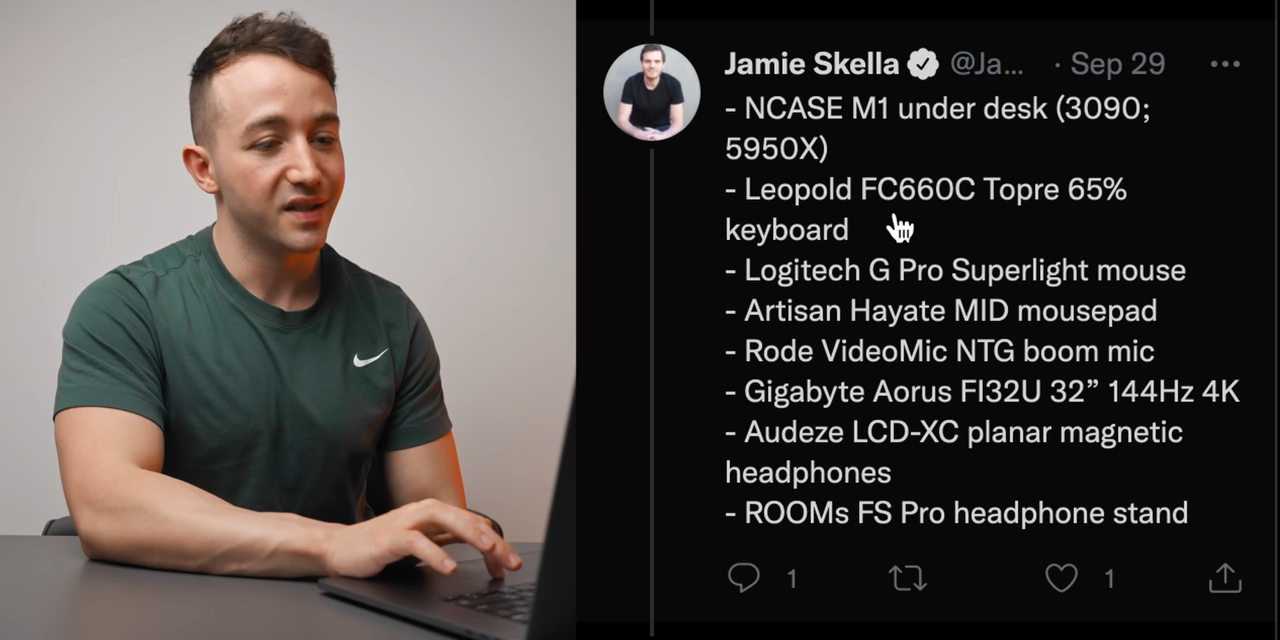 Jamie Skella @Ja... · Sep 29 ...
- NCASE M1 under desk (3090;
5950X)
- Leopold FC660C Topre 65%
keyboard
- Logitech G Pro Superlight mouse
- Artisan Hayate MID mousepad
- Rode VideoMic NTG boom mic
- Gigabyte Aorus FI32U 32” 144Hz 4K
- Audeze LCD-XC planar magnetic
headphones
- ROOMs FS Pro headphone stand
1 1